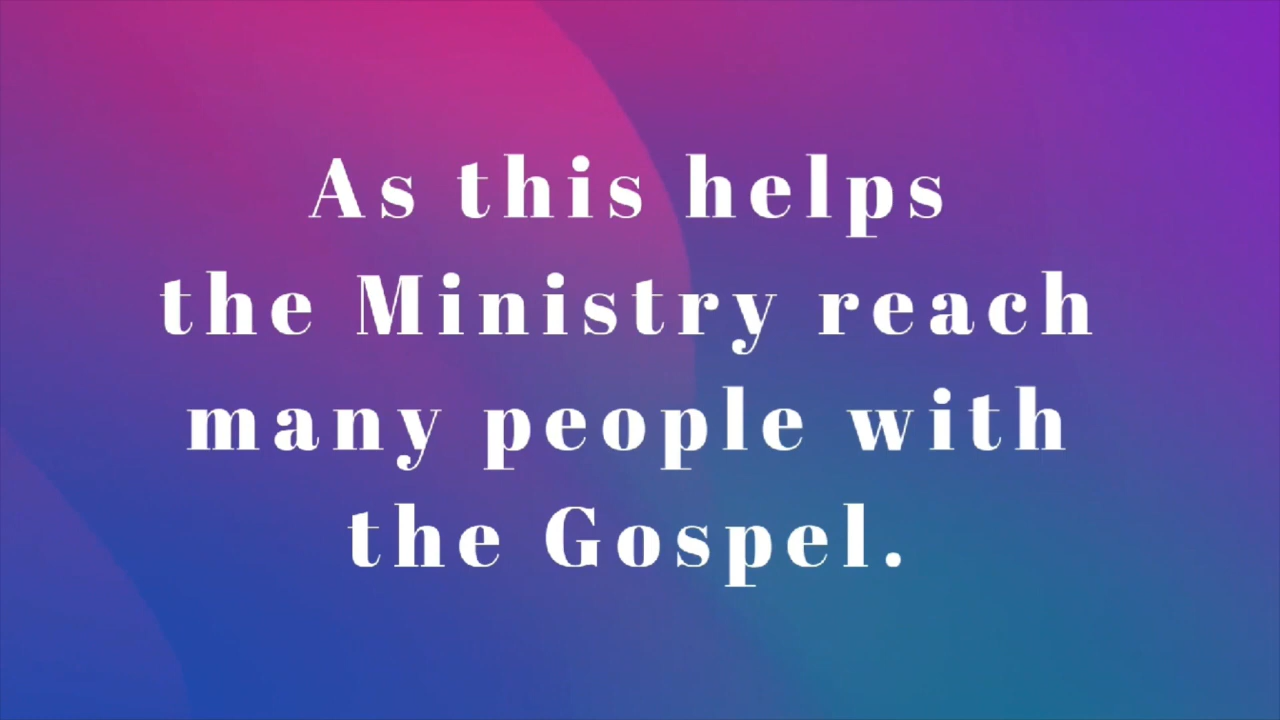 As this helps
the Ministry reach
many people with
the Gospel.